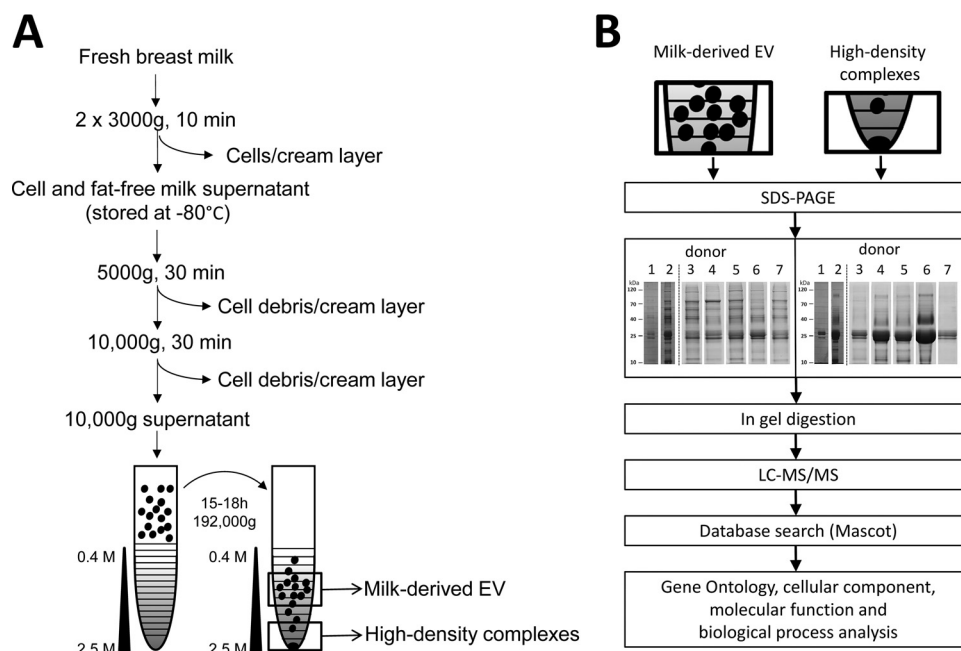 A
Fresh breast milk
2 x 3000g, 10 min
Cells/cream layer
Cell and fat-free milk supernatant
(stored at -80°C)
5000g, 30 min
Cell debris/cream layer
10,000g, 30 min
Cell debris/cream layer
10,000g supernatant
15-18h
192,000g
0.4 M
0.4 M
Milk-derived EV
High-density complexes
2.5 M
2.5 M
B
Milk-derived EV
High-density
complexes
SDS-PAGE
donor
donor
1 2 3 4 5 6 7
1 2 3 4 5 6 7
kDa
120
70
40
25
10
kDa
120
70
40
25
10
In gel digestion
LC-MS/MS
Database search (Mascot)
Gene Ontology, cellular component,
molecular function and
biological process analysis